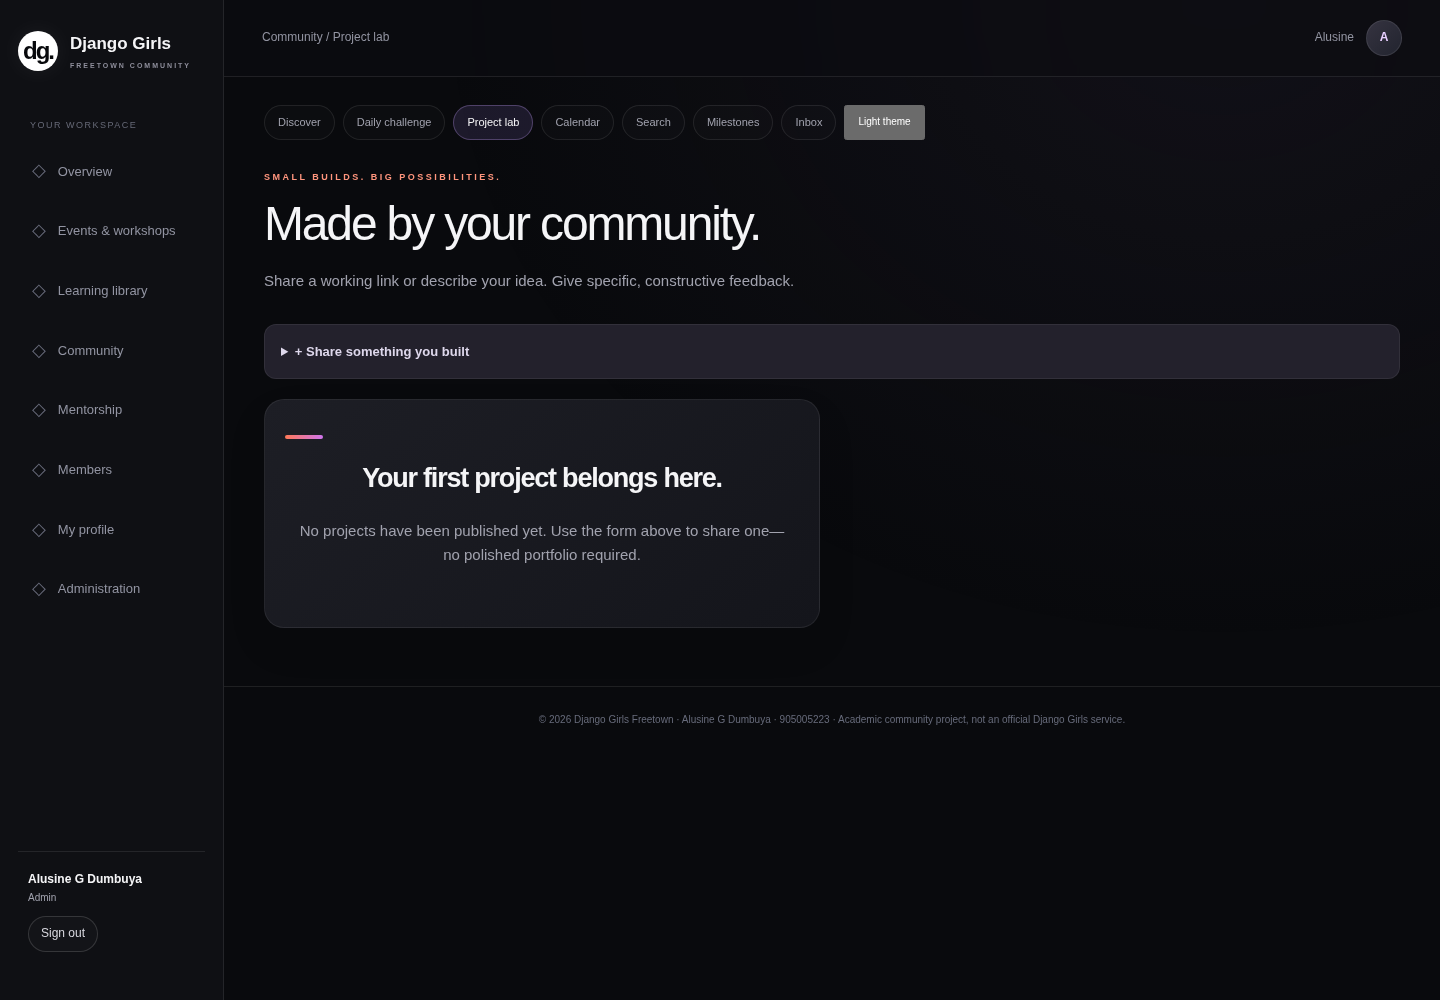 dg.
Django Girls
FREETOWN COMMUNITY
YOUR WORKSPACE
Overview
Events & workshops
Learning library
Community
Mentorship
Members
My profile
Administration
Alusine G Dumbuya
Admin
Sign out
Community / Project lab
Alusine A
Discover Daily challenge Project lab Calendar Search Milestones Inbox Light theme
SMALL BUILDS. BIG POSSIBILITIES.
Made by your community.
Share a working link or describe your idea. Give specific, constructive feedback.
+ Share something you built
Your first project belongs here.
No projects have been published yet. Use the form above to share one—
no polished portfolio required.
© 2026 Django Girls Freetown · Alusine G Dumbuya · 905005223 · Academic community project, not an official Django Girls service.